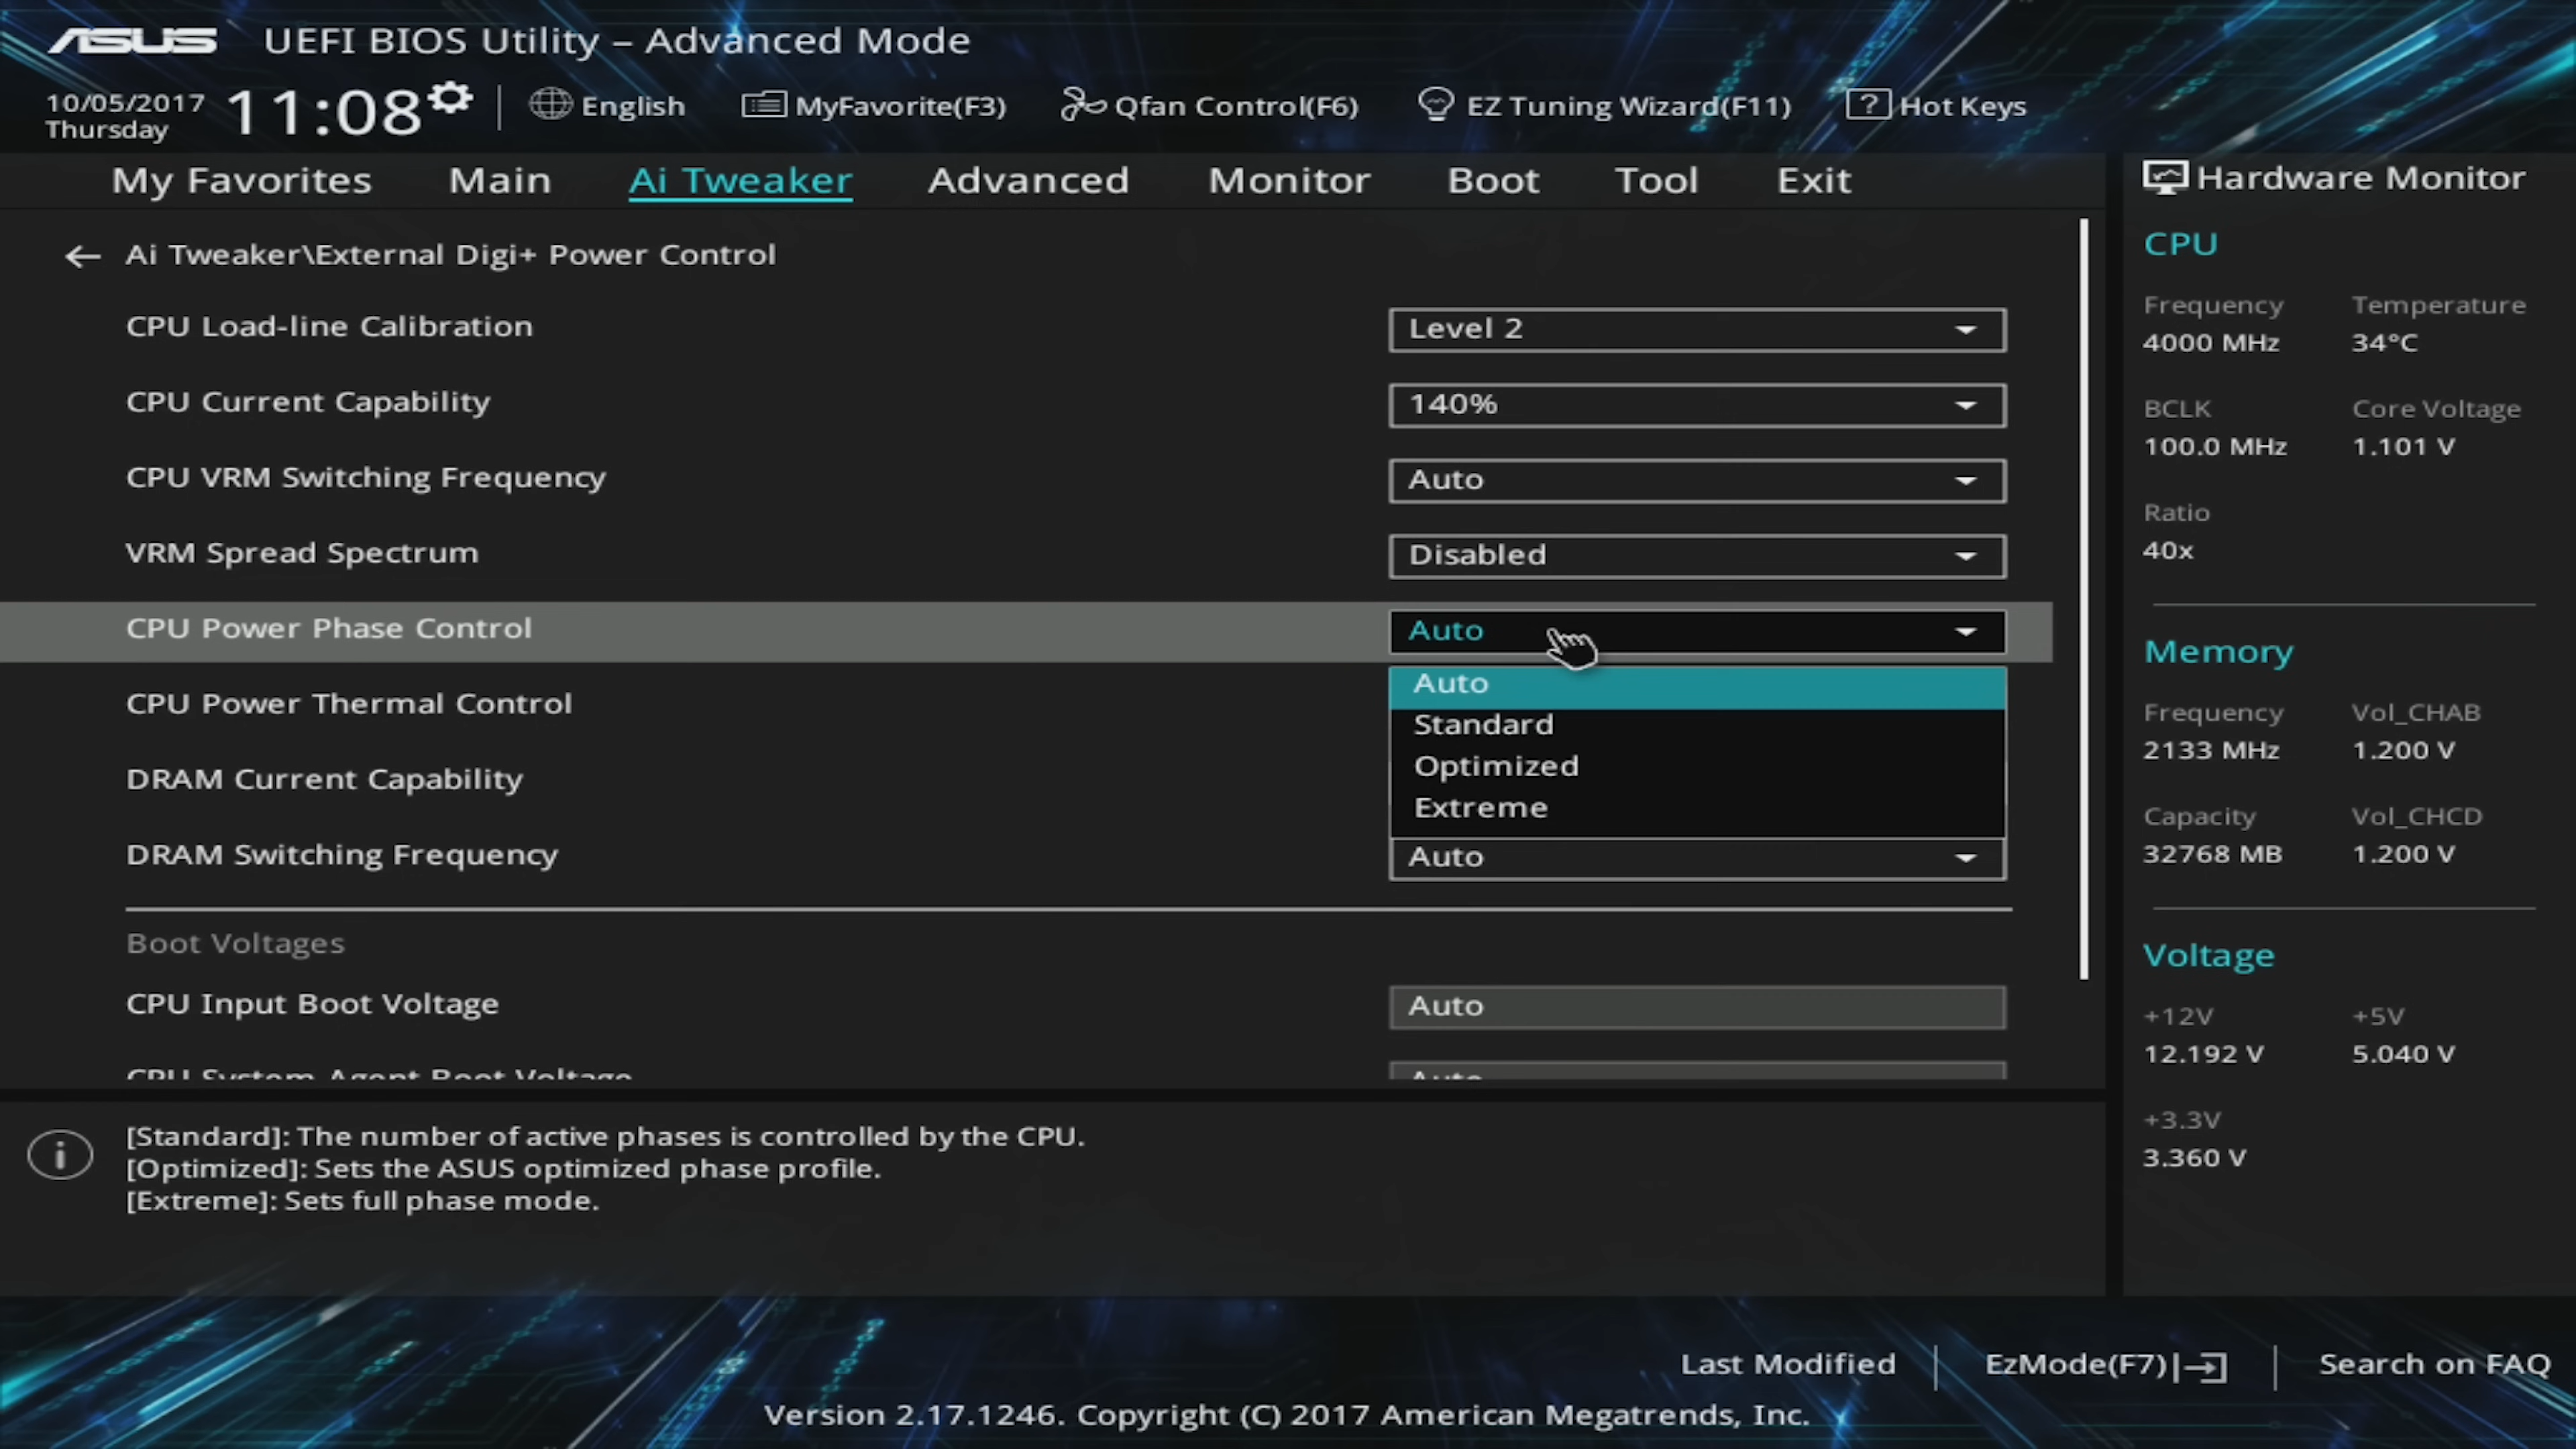 ASUS UEFI BIOS Utility – Advanced Mode
10/05/2017
Thursday
11:08
English
MyFavorite(F3)
Qfan Control(F6)
EZ Tuning Wizard(F11)
? Hot Keys
My Favorites
Main
Ai Tweaker
Advanced
Monitor
Boot
Tool
Exit
Ai Tweaker\External Digi+ Power Control
CPU Load-line Calibration
Level 2
CPU Current Capability
140%
CPU VRM Switching Frequency
Auto
VRM Spread Spectrum
Disabled
CPU Power Phase Control
Auto
Auto
Standard
Optimized
Extreme
CPU Power Thermal Control
DRAM Current Capability
DRAM Switching Frequency
Auto
Boot Voltages
CPU Input Boot Voltage
Auto
CPU System Agent Boot Voltage
Auto
[Standard]: The number of active phases is controlled by the CPU.
[Optimized]: Sets the ASUS optimized phase profile.
[Extreme]: Sets full phase mode.
Hardware Monitor
CPU
Frequency
Temperature
4000 MHz
34°C
BCLK
Core Voltage
100.0 MHz
1.101 V
Ratio
40x
Memory
Frequency
Vol_CHAB
2133 MHz
1.200 V
Capacity
Vol_CHCD
32768 MB
1.200 V
Voltage
+12V
+5V
12.192 V
5.040 V
+3.3V
3.360 V
Last Modified
EzMode(F7)
Search on FAQ
Version 2.17.1246. Copyright (C) 2017 American Megatrends, Inc.